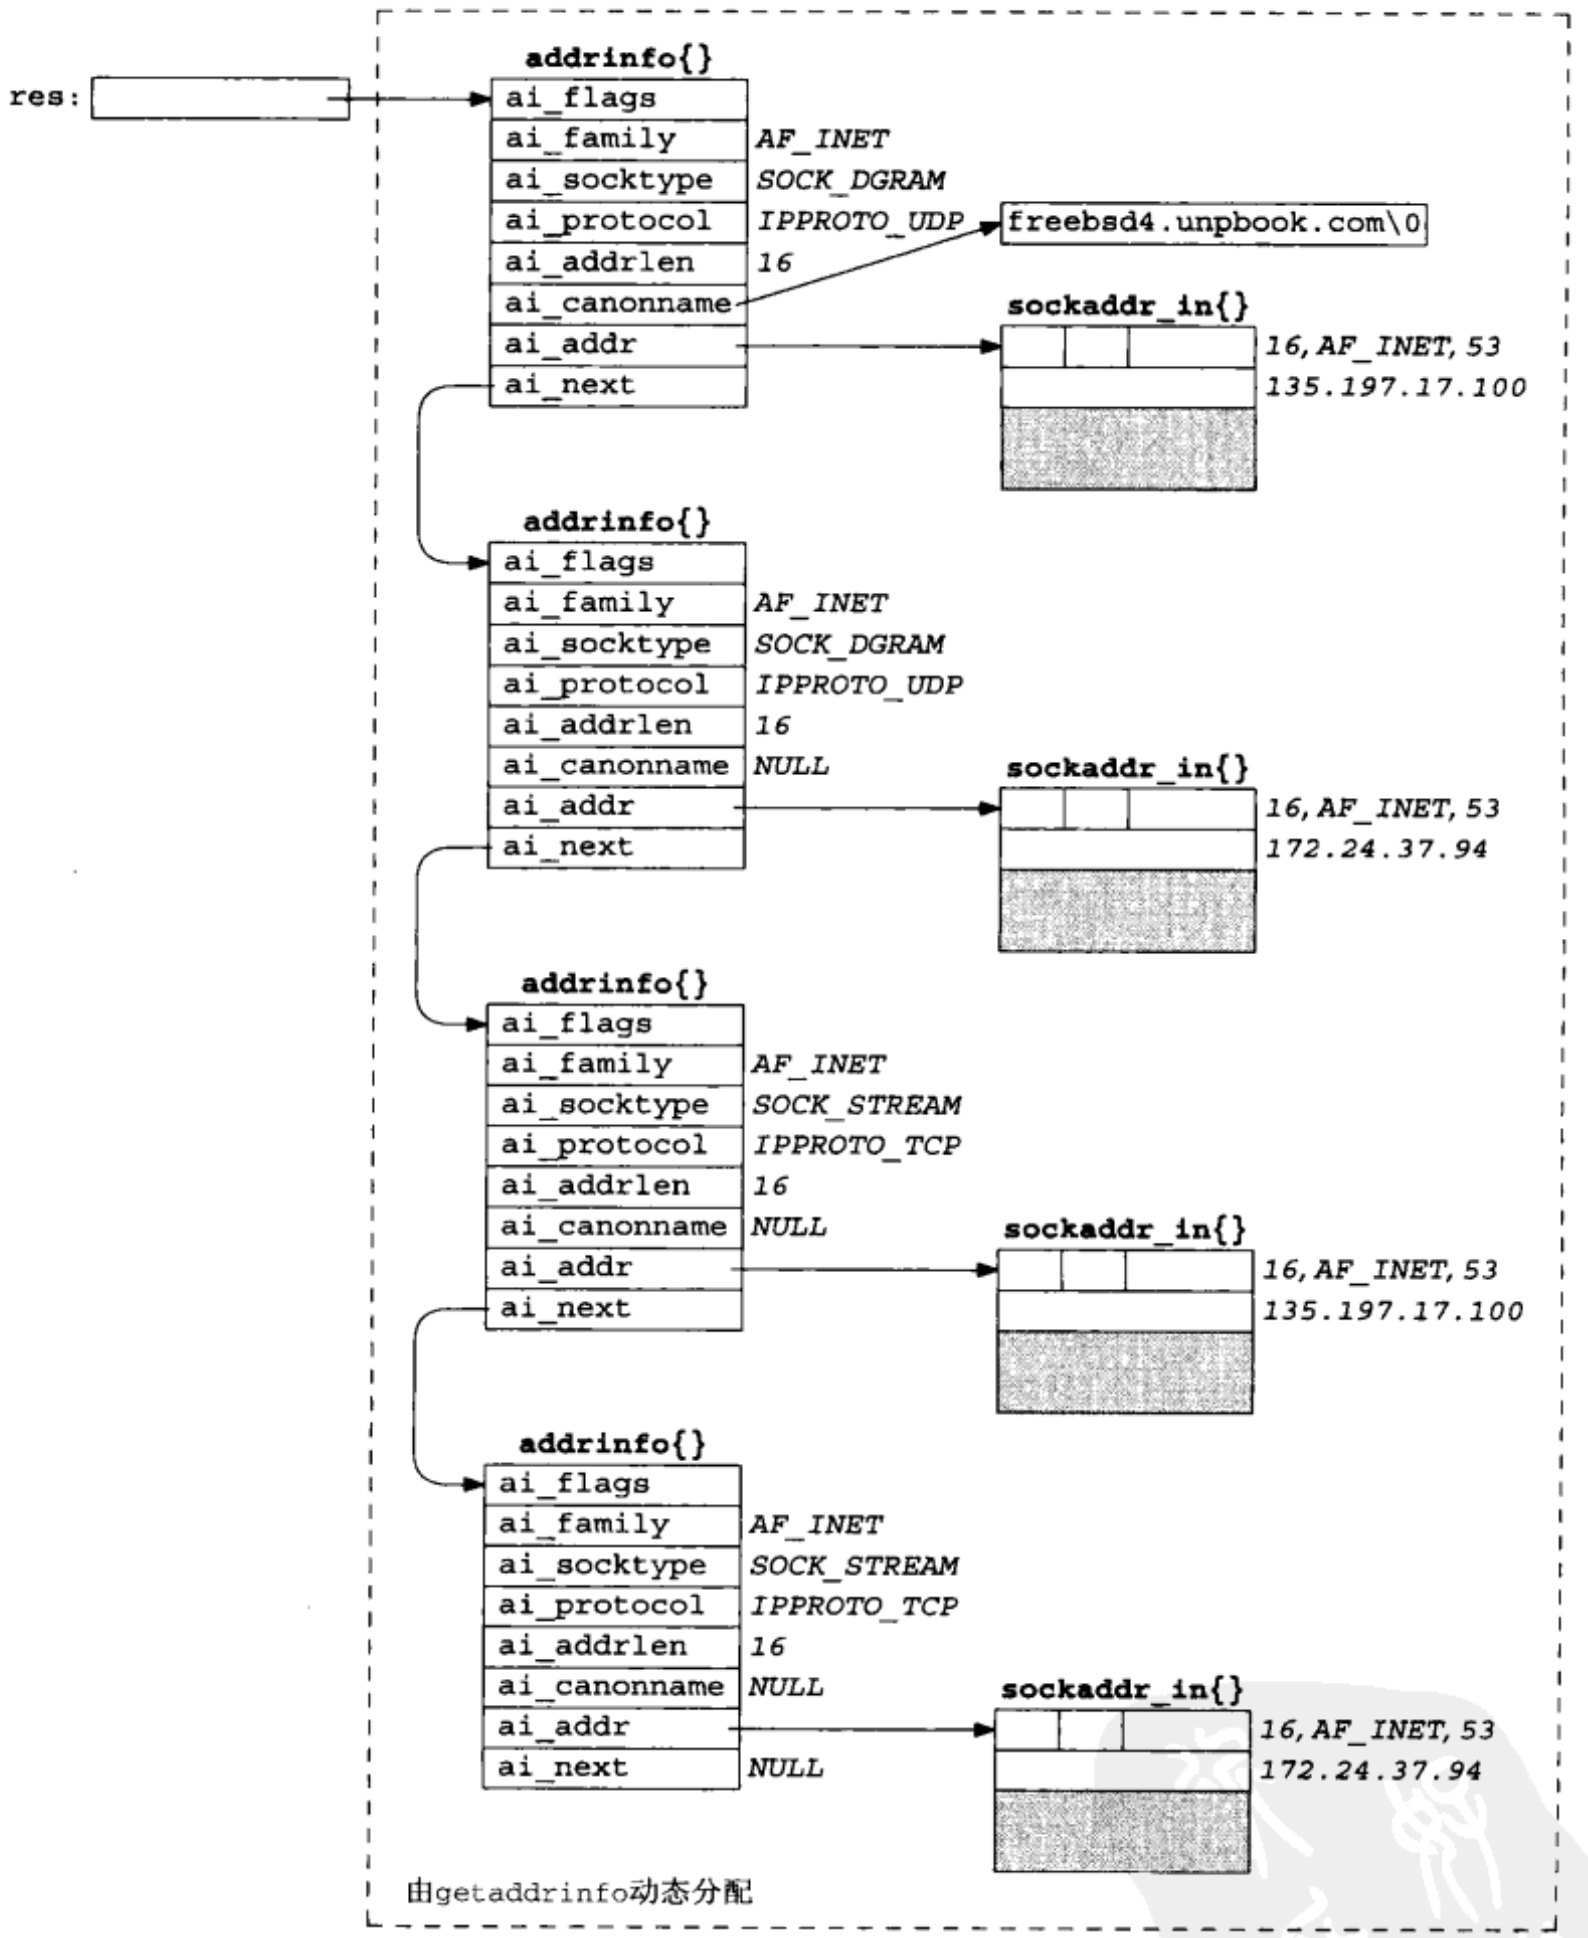 addrinfo{}
res:
ai_flags
ai_family AF_INET
ai_socktype SOCK_DGRAM
ai_protocol IPPROTO_UDP
freebsd4.unpbook.com\0
ai_addrlen 16
ai_canonname
sockaddr_in{}
ai_addr
16, AF_INET, 53
ai_next
135.197.17.100
addrinfo{}
ai_flags
ai_family AF_INET
ai_socktype SOCK_DGRAM
ai_protocol IPPROTO_UDP
ai_addrlen 16
ai_canonname NULL
sockaddr_in{}
ai_addr
16, AF_INET, 53
ai_next
172.24.37.94
addrinfo{}
ai_flags
ai_family AF_INET
ai_socktype SOCK_STREAM
ai_protocol IPPROTO_TCP
ai_addrlen 16
ai_canonname NULL
sockaddr_in{}
ai_addr
16, AF_INET, 53
ai_next
135.197.17.100
addrinfo{}
ai_flags
ai_family AF_INET
ai_socktype SOCK_STREAM
ai_protocol IPPROTO_TCP
ai_addrlen 16
ai_canonname NULL
sockaddr_in{}
ai_addr
16, AF_INET, 53
ai_next NULL
172.24.37.94
由getaddrinfo动态分配